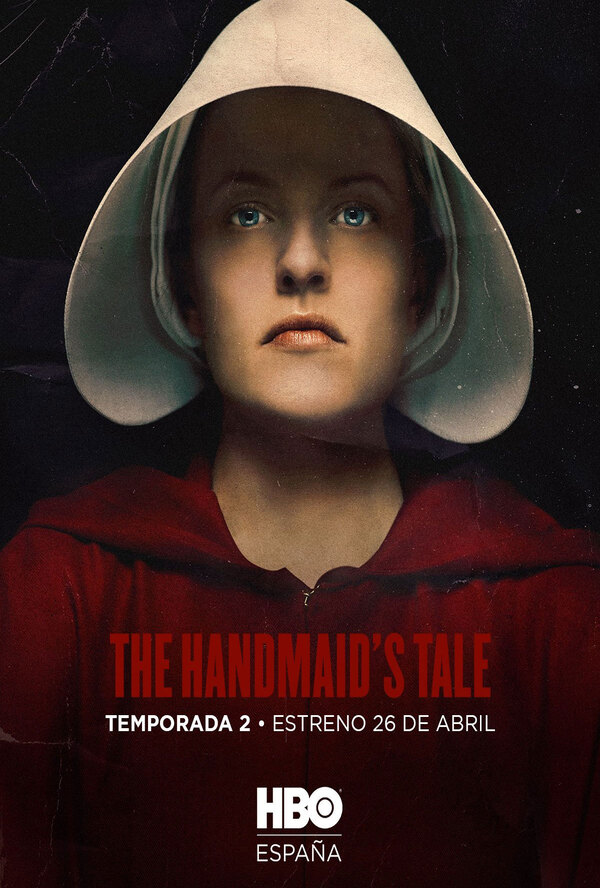 THE HANDMAID'S TALE
TEMPORADA 2 • ESTRENO 26 DE ABRIL
HBO
ESPAÑA